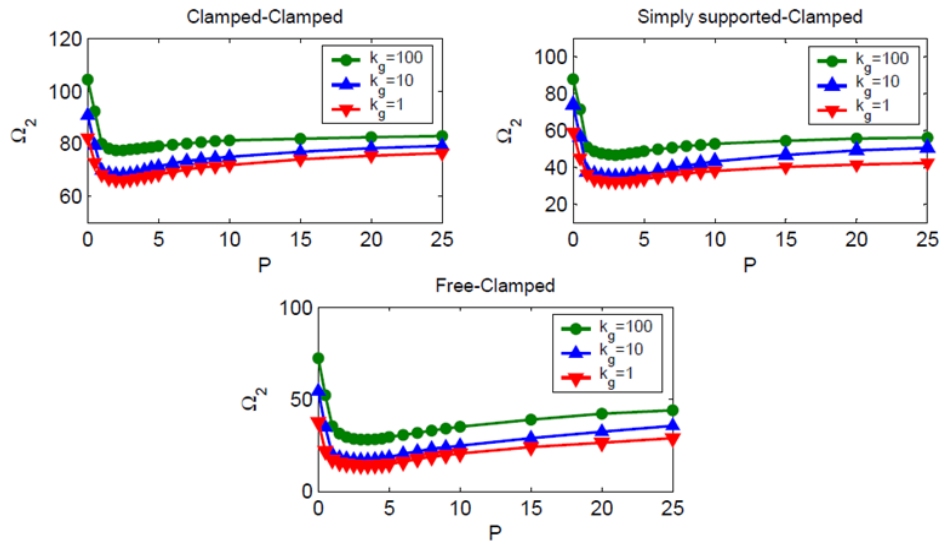 Clamped-Clamped
120
100
80
60
Ω2
0 5 10 15 20 25
P
kg=100
kg=10
kg=1
Simply supported-Clamped
100
80
60
40
20
Ω2
0 5 10 15 20 25
P
kg=100
kg=10
kg=1
Free-Clamped
100
50
0
Ω2
0 5 10 15 20 25
P
kg=100
kg=10
kg=1